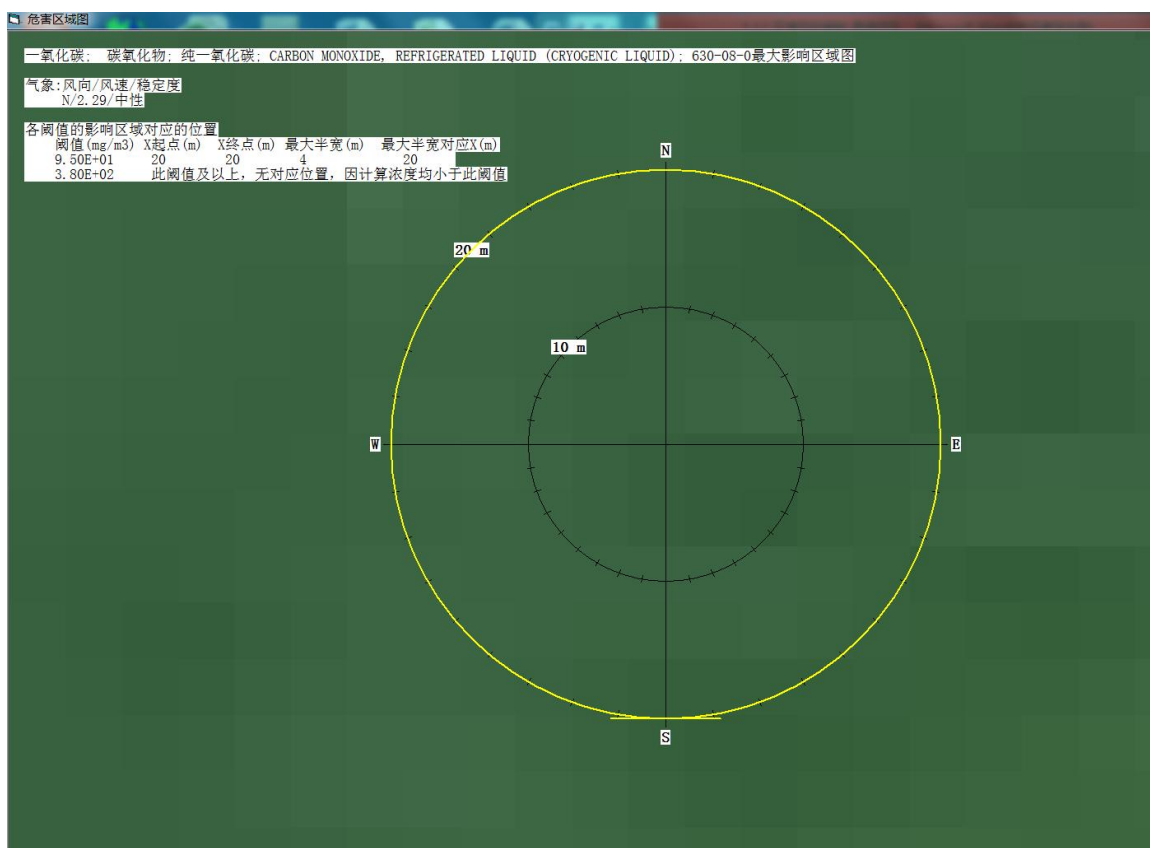 危害区域图
一氧化碳; 碳氧化物; 纯一氧化碳; CARBON MONOXIDE, REFRIGERATED LIQUID (CRYOGENIC LIQUID); 630-08-0最大影响区域图
气象:风向/风速/稳定度
N/2.29/中性
各阈值的影响区域对应的位置
阈值(mg/m3) X起点(m) X终点(m) 最大半宽(m) 最大半宽对应X(m)
9.50E+01 20 20 4 20
3.80E+02 此阈值及以上, 无对应位置, 因计算浓度均小于此阈值
N
20 m
10 m
W
E
S